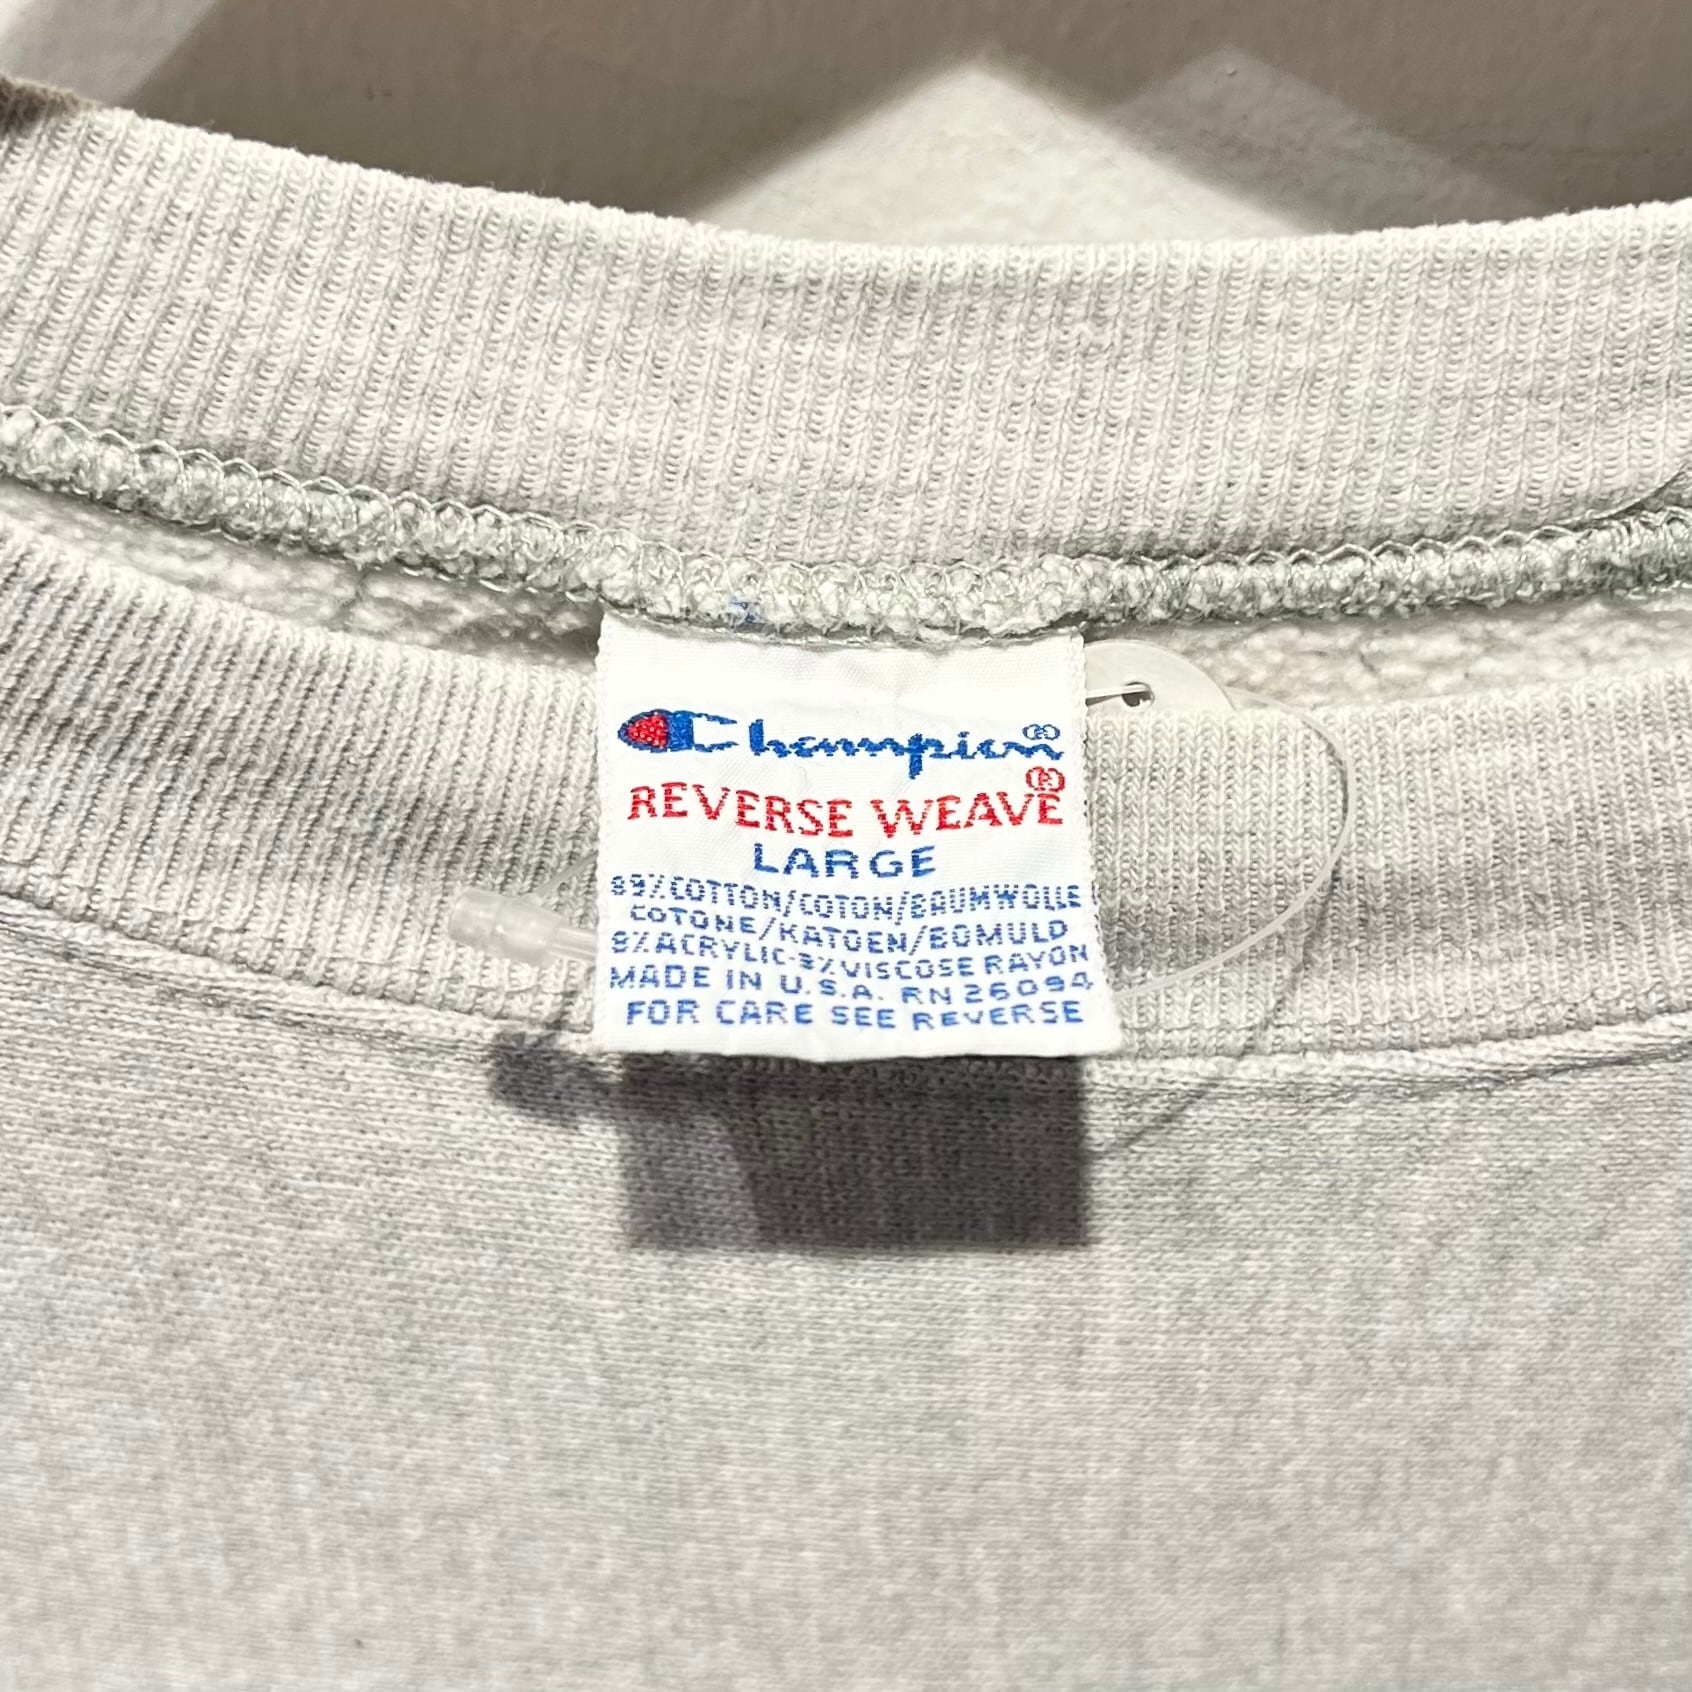 Champion®
REVERSE WEAVE®
LARGE
89% COTTON/COTON/BAUMWOLLE
COTONE/KATOEN/BOMULD
8% ACRYLIC-3% VISCOSE RAYON
MADE IN U.S.A. RN 26094
FOR CARE SEE REVERSE